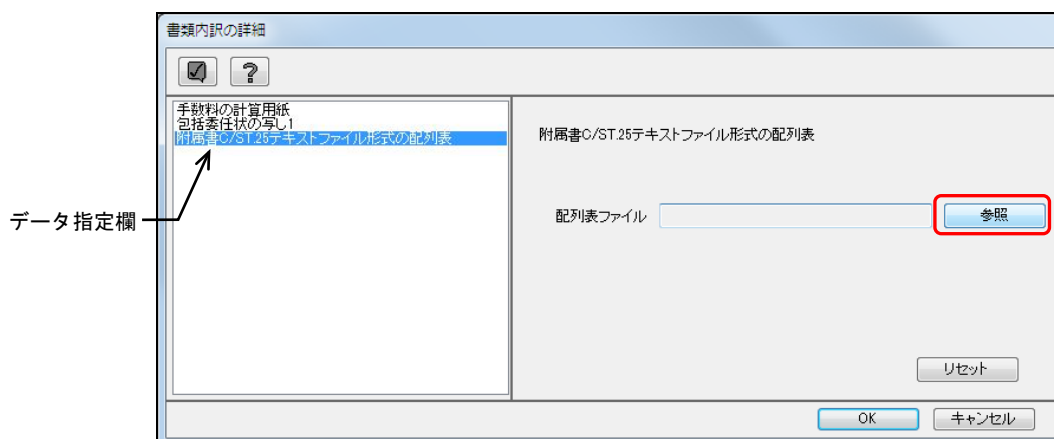 書類内訳の詳細
手数料の計算用紙
包括委任状の写し1
附属書C/ST.25テキストファイル形式の配列表
データ指定欄
附属書C/ST.25テキストファイル形式の配列表
配列表ファイル
参照
リセット
OK
キャンセル